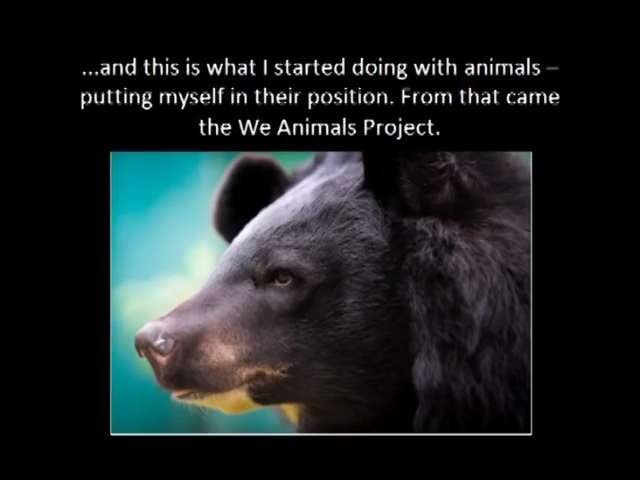 ...and this is what I started doing with animals –
putting myself in their position. From that came
the We Animals Project.